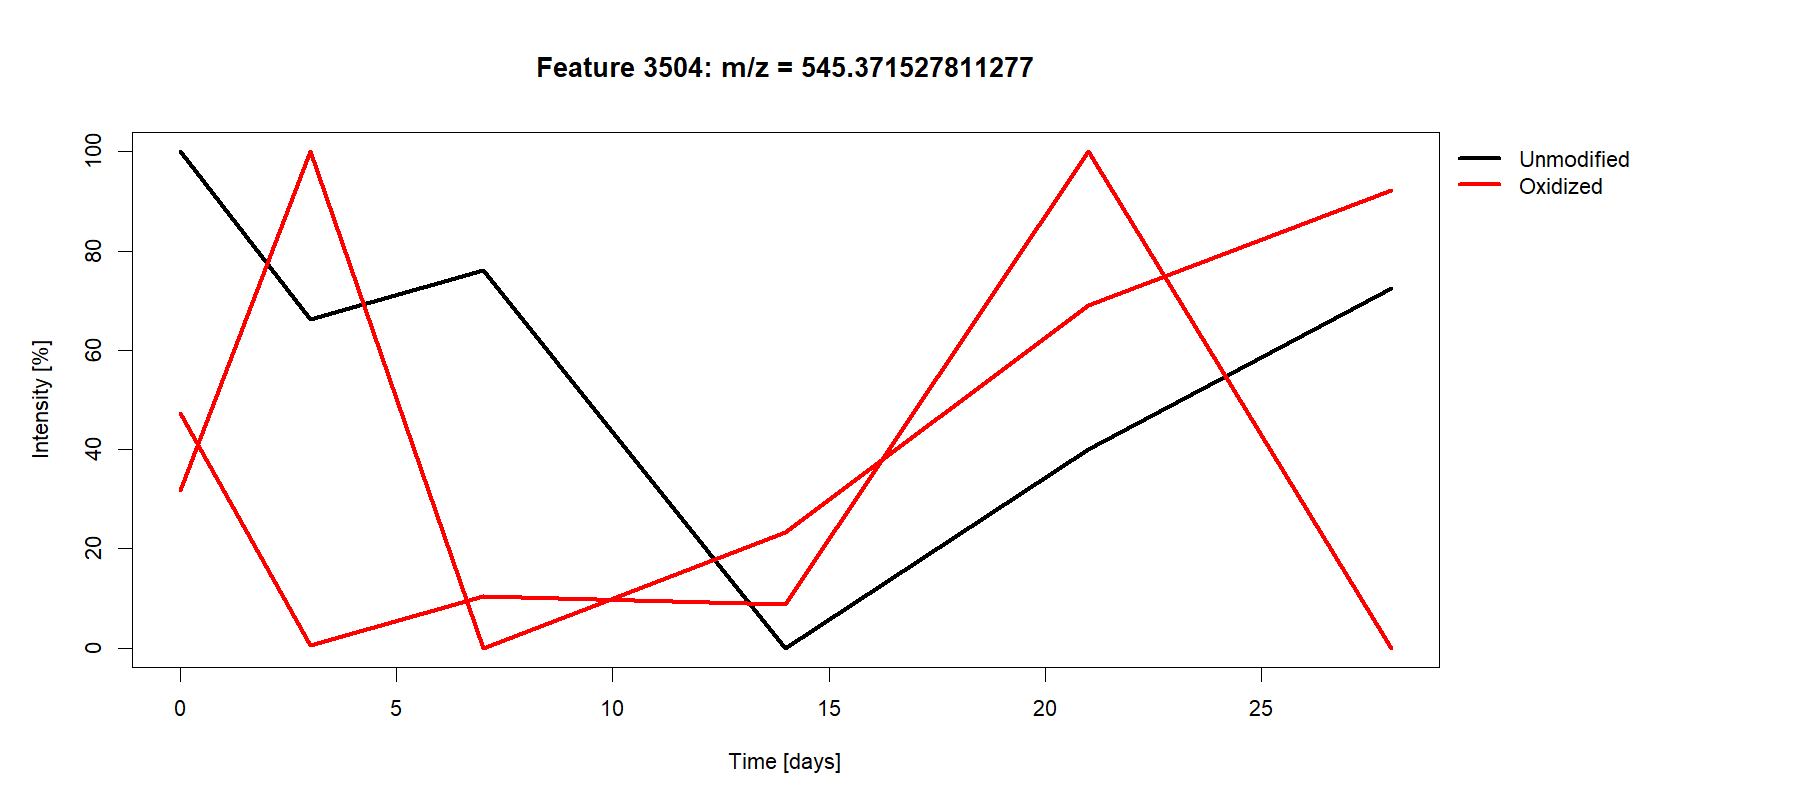 Feature 3504: m/z = 545.371527811277
Unmodified
Oxidized
Intensity [%]
100
80
60
40
20
0
0 5 10 15 20 25
Time [days]